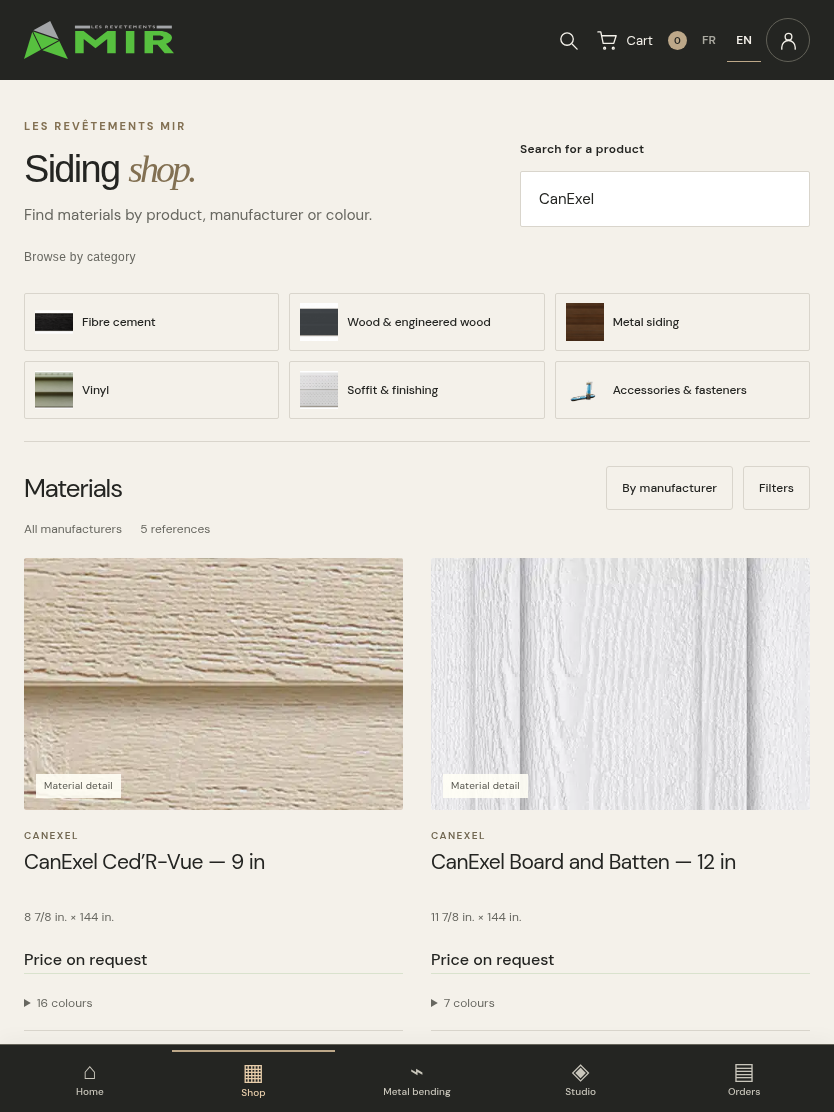 LES REVÊTEMENTS
MIR
Cart
0
FR
EN
LES REVÊTEMENTS MIR
Siding shop.
Find materials by product, manufacturer or colour.
Search for a product
CanExel
Browse by category
Fibre cement
Wood & engineered wood
Metal siding
Vinyl
Soffit & finishing
Accessories & fasteners
Materials
By manufacturer
Filters
All manufacturers
5 references
Material detail
Material detail
CANEXEL
CanExel Ced’R-Vue — 9 in
8 7/8 in. × 144 in.
Price on request
16 colours
CANEXEL
CanExel Board and Batten — 12 in
11 7/8 in. × 144 in.
Price on request
7 colours
Home
Shop
Metal bending
Studio
Orders